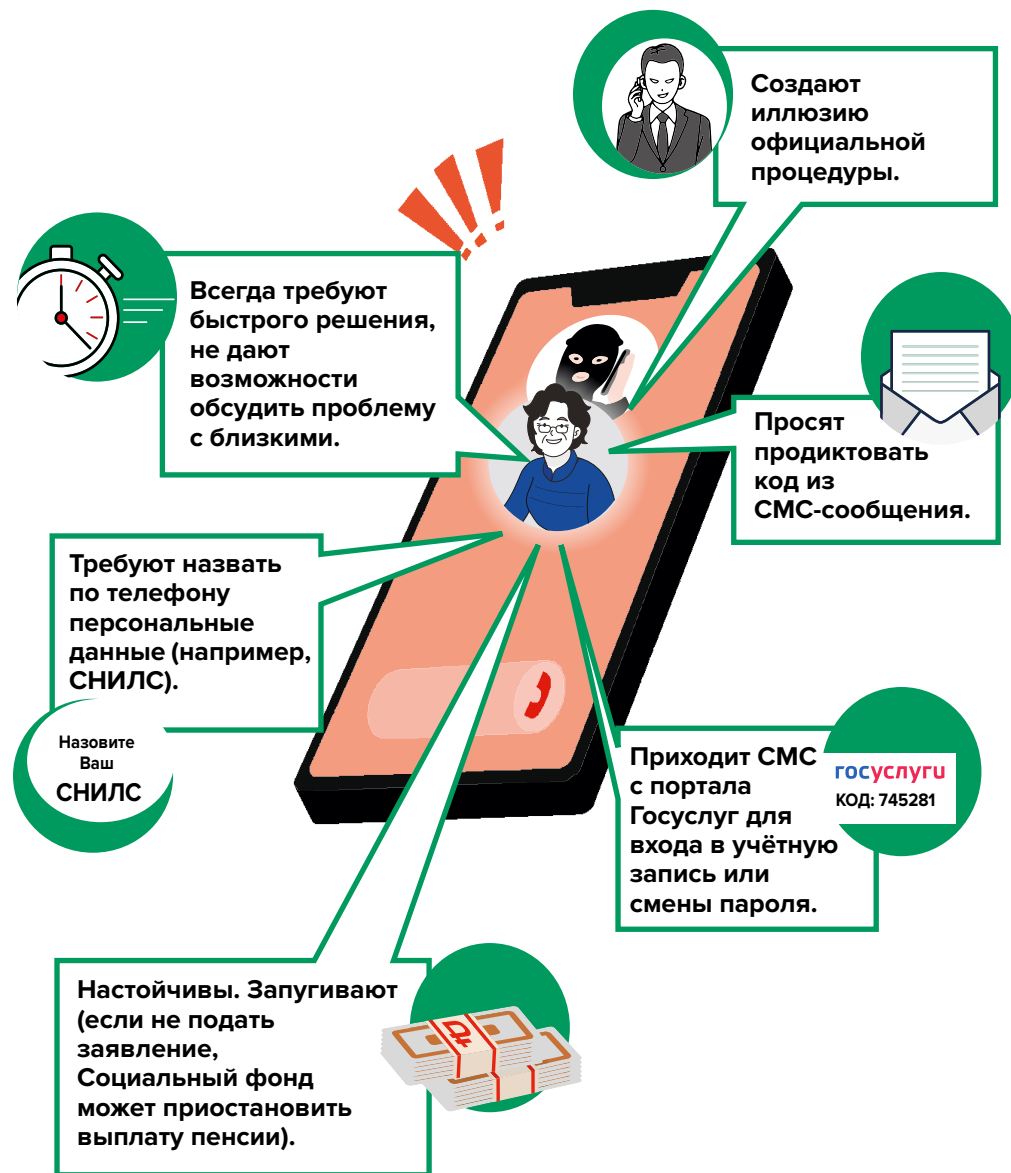 Создают
иллюзию
официальной
процедуры.
Всегда требуют
быстрого решения,
не дают
возможности
обсудить проблему
с близкими.
Просят
продиктовать
код из
СМС-сообщения.
Требуют назвать
по телефону
персональные
данные (например,
СНИЛС).
Назовите
Ваш
СНИЛС
Приходит СМС
с портала
Госуслуг для
входа в учётную
запись или
смены пароля.
госуслуги
КОД: 745281
Настойчивы. Запугивают
(если не подать
заявление,
Социальный фонд
может приостановить
выплату пенсии).